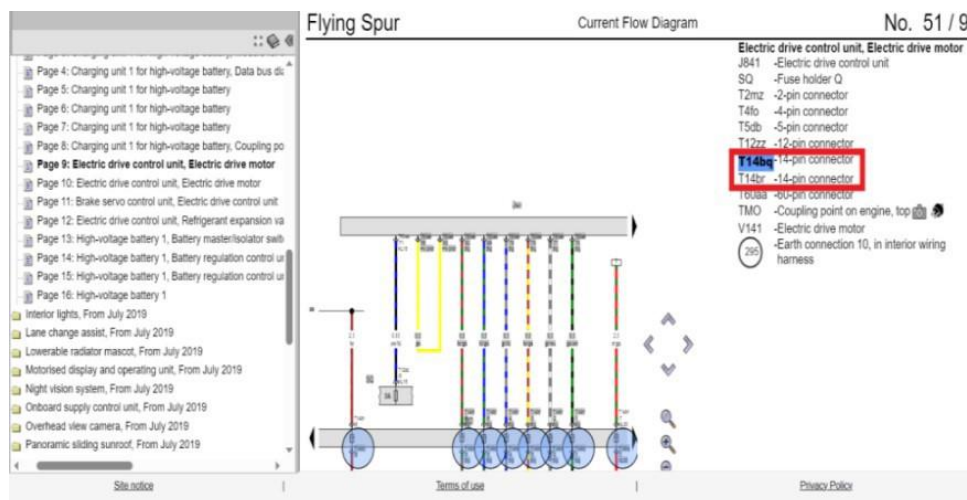 Flying Spur
Current Flow Diagram
No. 51 / 9
Page 4: Charging unit 1 for high-voltage battery, Data bus dia
Page 5: Charging unit 1 for high-voltage battery
Page 6: Charging unit 1 for high-voltage battery
Page 7: Charging unit 1 for high-voltage battery
Page 8: Charging unit 1 for high-voltage battery, Coupling po
Page 9: Electric drive control unit, Electric drive motor
Page 10: Electric drive control unit, Electric drive motor
Page 11: Brake servo control unit, Electric drive control unit
Page 12: Electric drive control unit, Refrigerant expansion va
Page 13: High-voltage battery 1, Battery master/isolator swit
Page 14: High-voltage battery 1, Battery regulation control ur
Page 15: High-voltage battery 1, Battery regulation control ur
Page 16: High-voltage battery 1
Interior lights, From July 2019
Lane change assist, From July 2019
Lowerable radiator mascot, From July 2019
Motorised display and operating unit, From July 2019
Night vision system, From July 2019
Onboard supply control unit, From July 2019
Overhead view camera, From July 2019
Panoramic sliding sunroof, From July 2019
Electric drive control unit, Electric drive motor
J841 -Electric drive control unit
SQ -Fuse holder Q
T2mz -2-pin connector
T4fo -4-pin connector
T5db -5-pin connector
T12zz -12-pin connector
T14bq -14-pin connector
T14br -14-pin connector
T60aa -60-pin connector
TMO -Coupling point on engine, top
V141 -Electric drive motor
295 -Earth connection 10, in interior wiring
harness
Site notice | Terms of use | Privacy Policy